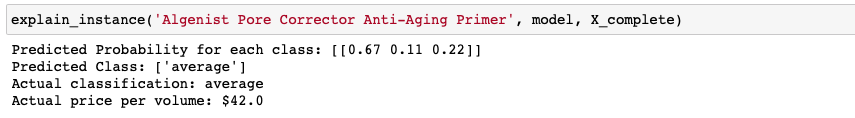 explain_instance('Algenist Pore Corrector Anti-Aging Primer', model, X_complete)
Predicted Probability for each class: [[0.67 0.11 0.22]]
Predicted Class: ['average']
Actual classification: average
Actual price per volume: $42.0